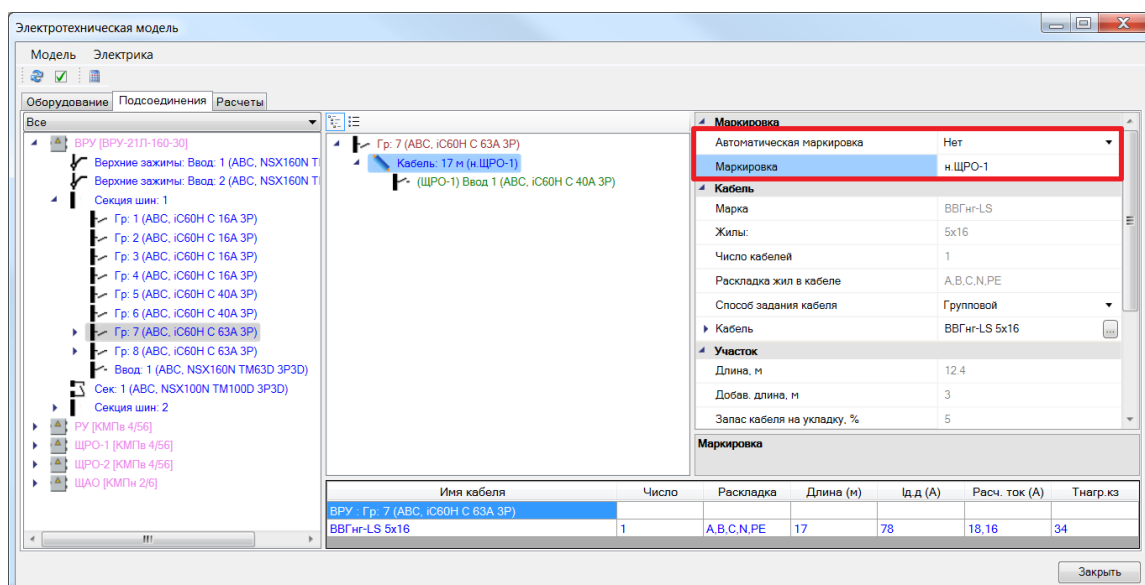 Электротехническая модель
Модель Электрика
Оборудование Подсоединения Расчеты
Все
ВРУ [ВРУ-21Л-160-30]
Верхние зажимы: Ввод: 1 (ABC, NSX160N
Верхние зажимы: Ввод: 2 (ABC, NSX160N
Секция шин: 1
Гр: 1 (ABC, iC60H C 16A 3P)
Гр: 2 (ABC, iC60H C 16A 3P)
Гр: 3 (ABC, iC60H C 16A 3P)
Гр: 4 (ABC, iC60H C 16A 3P)
Гр: 5 (ABC, iC60H C 40A 3P)
Гр: 6 (ABC, iC60H C 40A 3P)
Гр: 7 (ABC, iC60H C 63A 3P)
Гр: 8 (ABC, iC60H C 63A 3P)
Ввод: 1 (ABC, NSX160N TM63D 3P3D)
Сек: 1 (ABC, NSX100N TM100D 3P3D)
Секция шин: 2
РУ [КМПв 4/56]
ЩРО-1 [КМПв 4/56]
ЩРО-2 [КМПв 4/56]
ЩАО [КМПн 2/6]
Гр: 7 (ABC, iC60H C 63A 3P)
Кабель: 17 м (н.ЩРО-1)
(ЩРО-1) Ввод 1 (ABC, iC60H C 40A 3P)
Маркировка
Автоматическая маркировка Нет
Маркировка н.ЩРО-1
Кабель
Марка ВВГнг-LS
Жилы: 5x16
Число кабелей 1
Раскладка жил в кабеле A,B,C,N,PE
Способ задания кабеля Групповой
Кабель ВВГнг-LS 5x16 ...
Участок
Длина, м 12.4
Добав. длина, м 3
Запас кабеля на укладку, % 5
Маркировка
Имя кабеля Число Раскладка Длина (м) Iд.д (А) Расч. ток (А) Тнагр.кз
ВРУ : Гр: 7 (ABC, iC60H C 63A 3P)
ВВГнг-LS 5x16 1 A,B,C,N,PE 17 78 18,16 34
Закрыть